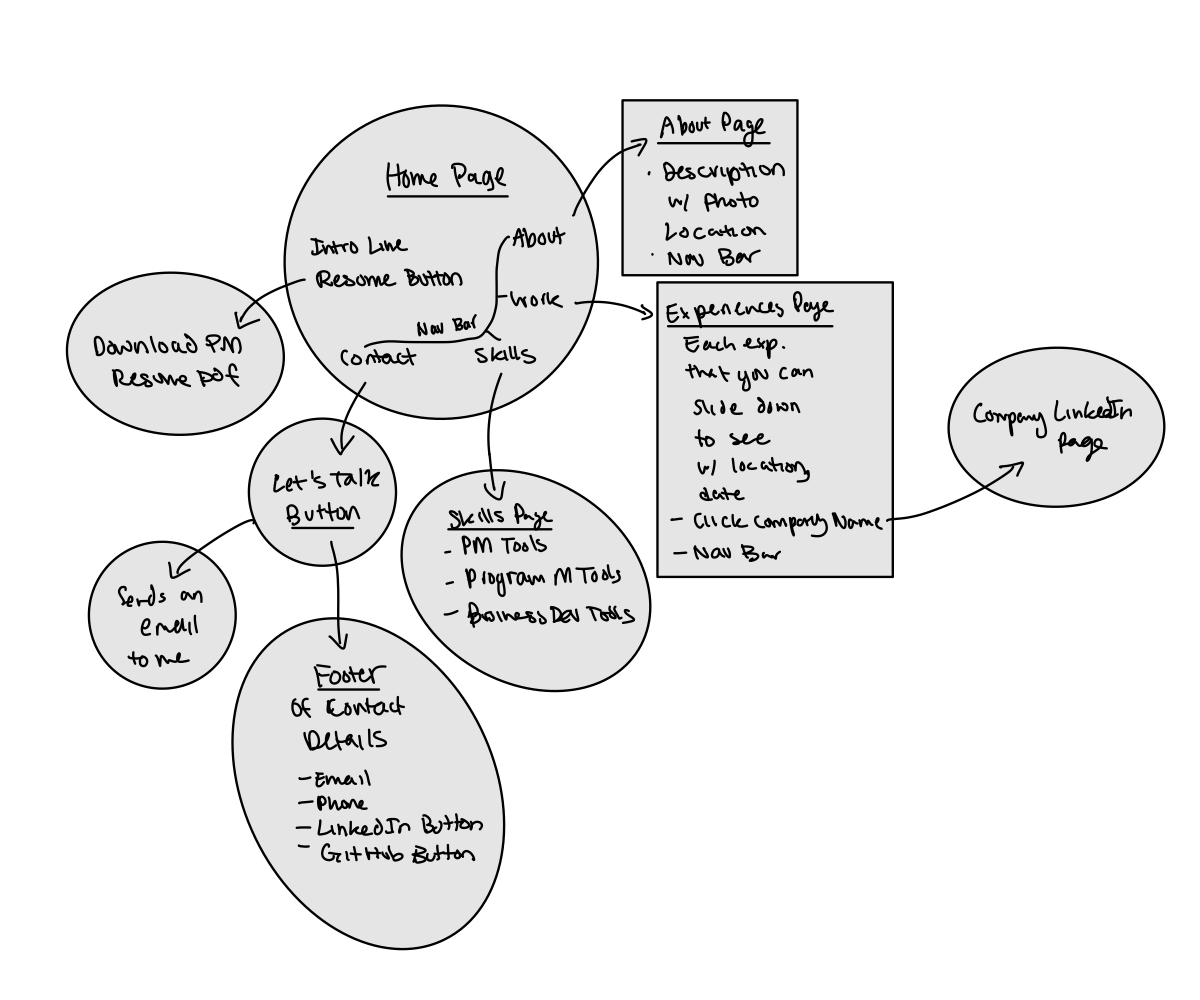 Home Page
Intro Line
Resume Button
About
Work
Nav Bar
Contact
Skills
Download PM
Resume pdf
About Page
· Description
w/ Photo
Location
· Nav Bar
Experiences Page
Each exp.
that you can
slide down
to see
w/ location,
date
- Click Company Name
- Nav Bar
Company LinkedIn
page
Let's Talk
Button
Sends an
email
to me
Skills Page
- PM Tools
- Program M Tools
- Business Dev Tools
Footer
Of Contact
Details
- Email
- Phone
- LinkedIn Button
- GitHub Button